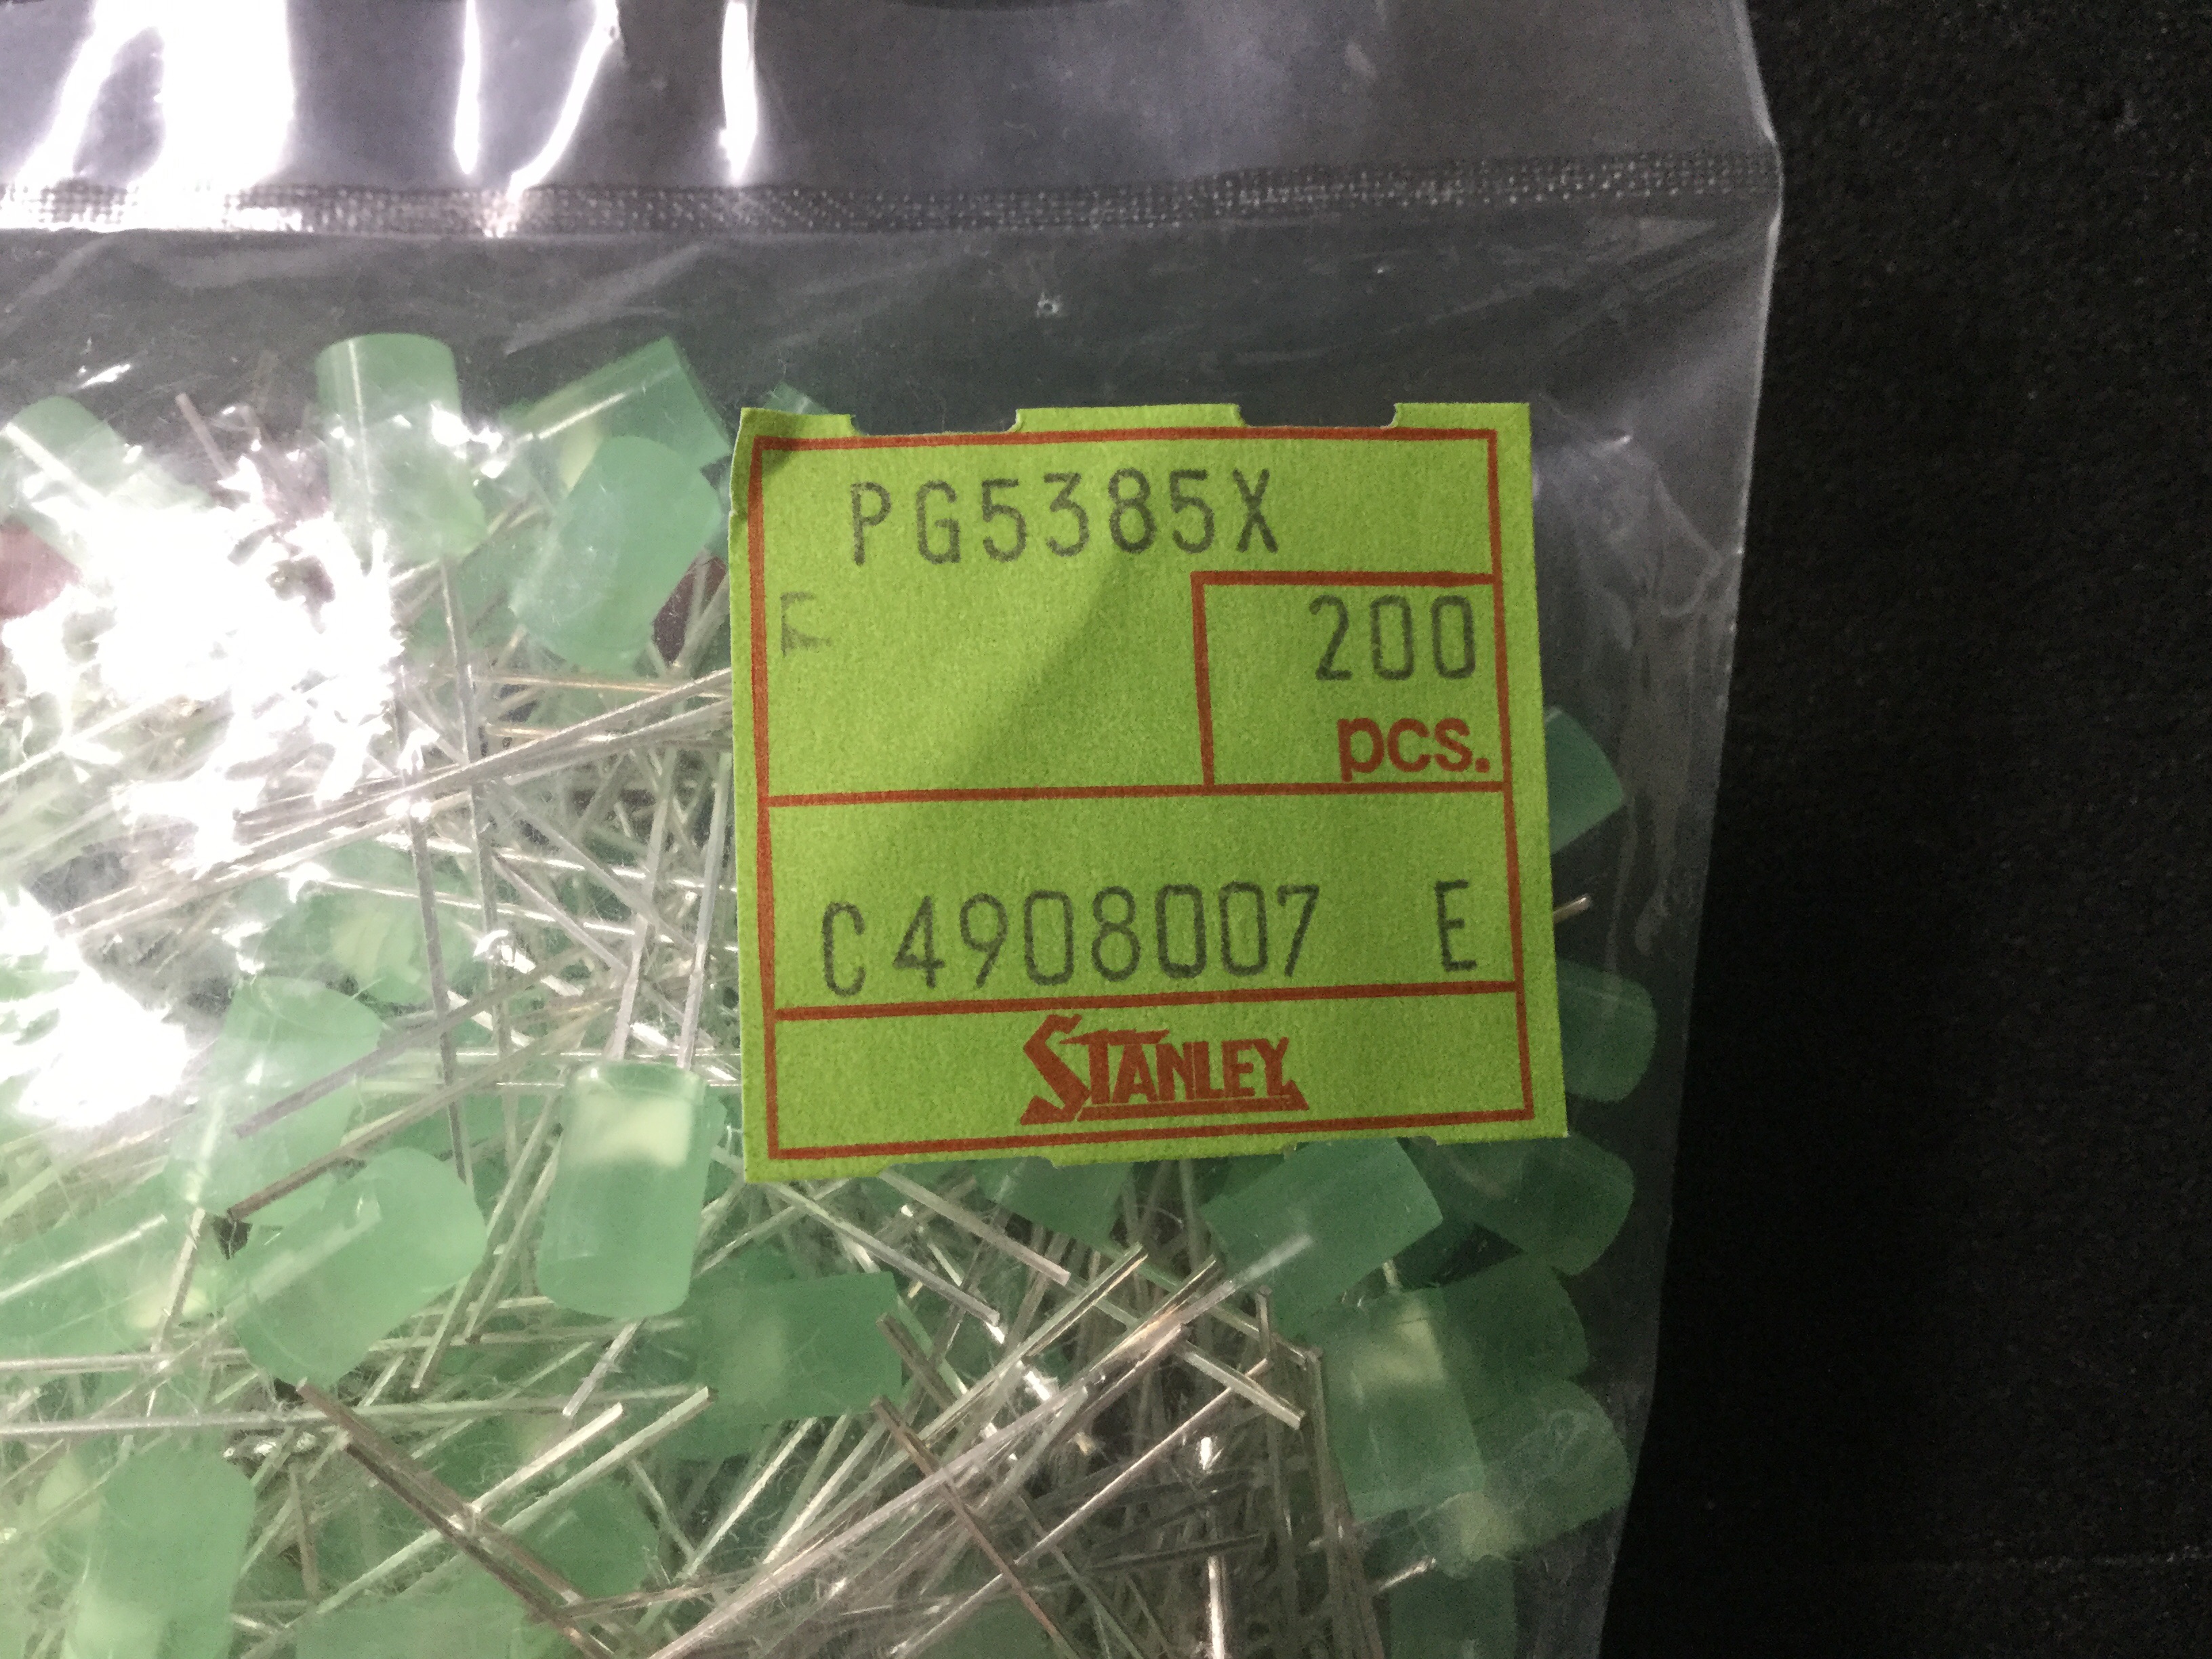 PG5385X
200
pcs.
C4908007 E
STANLEY